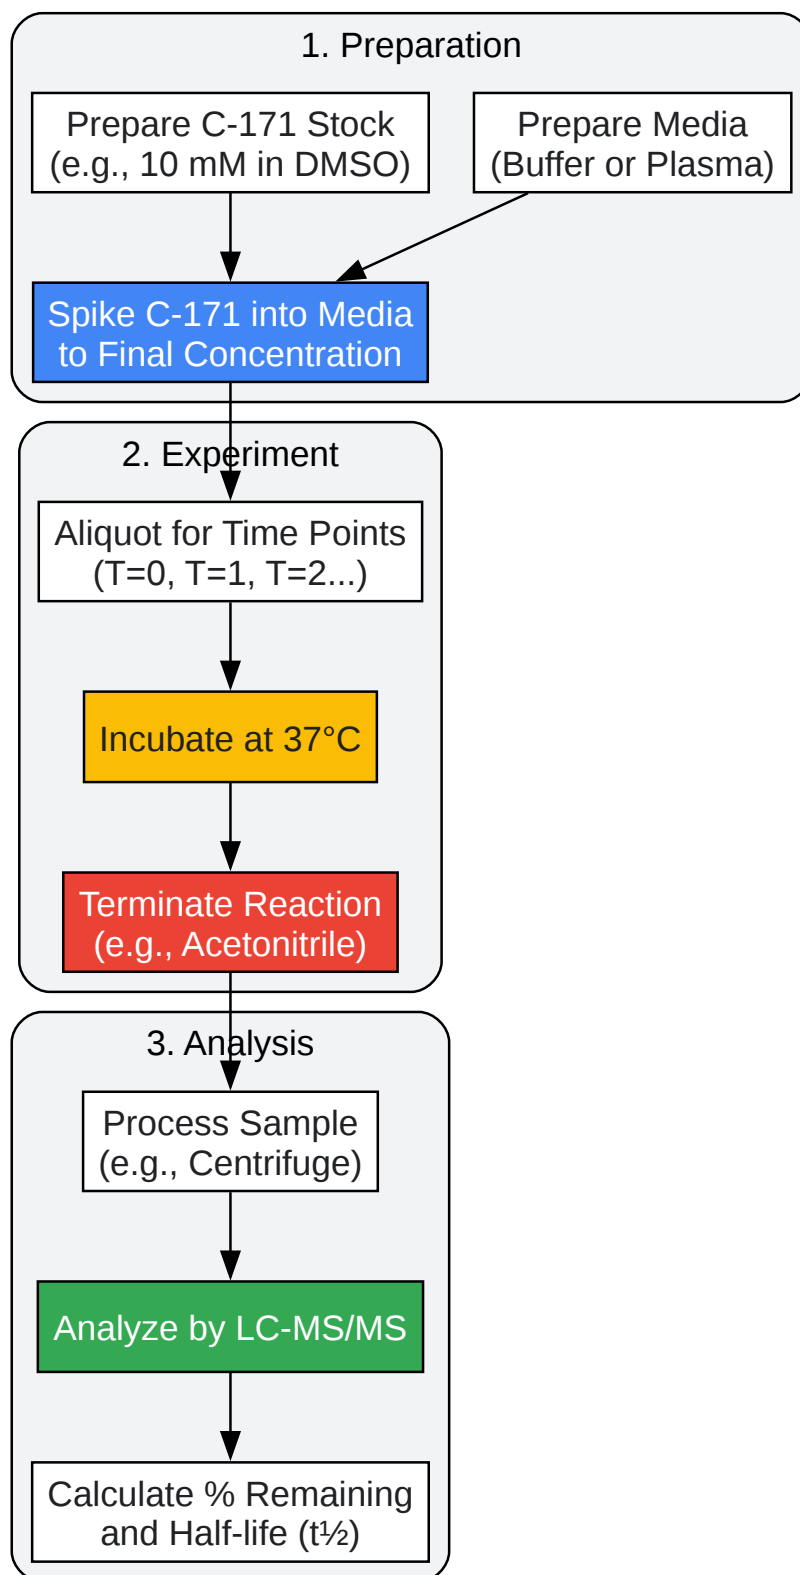 1. Preparation
Prepare C-171 Stock
(e.g., 10 mM in DMSO)
Prepare Media
(Buffer or Plasma)
Spike C-171 into Media
to Final Concentration
2. Experiment
Aliquot for Time Points
(T=0, T=1, T=2...)
Incubate at 37°C
Terminate Reaction
(e.g., Acetonitrile)
3. Analysis
Process Sample
(e.g., Centrifuge)
Analyze by LC-MS/MS
Calculate % Remaining
and Half-life (t½)